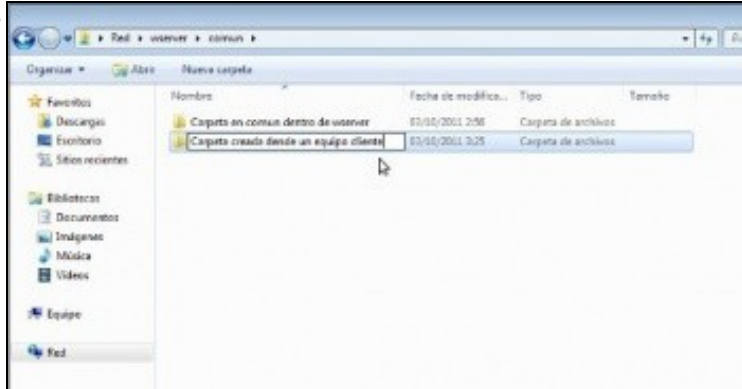 Red ▸ wserver ▸ comun ▸
Organizar Abrir Nueva carpeta
Favoritos
Descargas
Escritorio
Sitios recientes
Bibliotecas
Documentos
Imágenes
Música
Vídeos
Equipo
Red
Nombre Fecha de modifica... Tipo Tamaño
Carpeta en comun dentro de wserver 03/10/2011 2:56 Carpeta de archivos
Carpeta creada desde un equipo cliente 03/10/2011 3:25 Carpeta de archivos